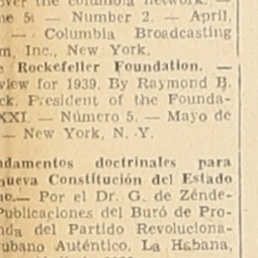 over the columbia network. —
ne 5( — Number 2. — April,
— Columbia Broadcasting
m, Inc., New York.
e Rockefeller Foundation. —
view for 1939. By Raymond B.
ck. President of the Founda-
XXI. — Número 5. — Mayo de
— New York, N. Y.
ndamentos doctrinales para
nueva Constitución del Estado
no.— Por el Dr. G. de Zénde-
Publicaciones del Buró de Pro-
nda del Partido Revoluciona-
ubano Auténtico. La Habana,